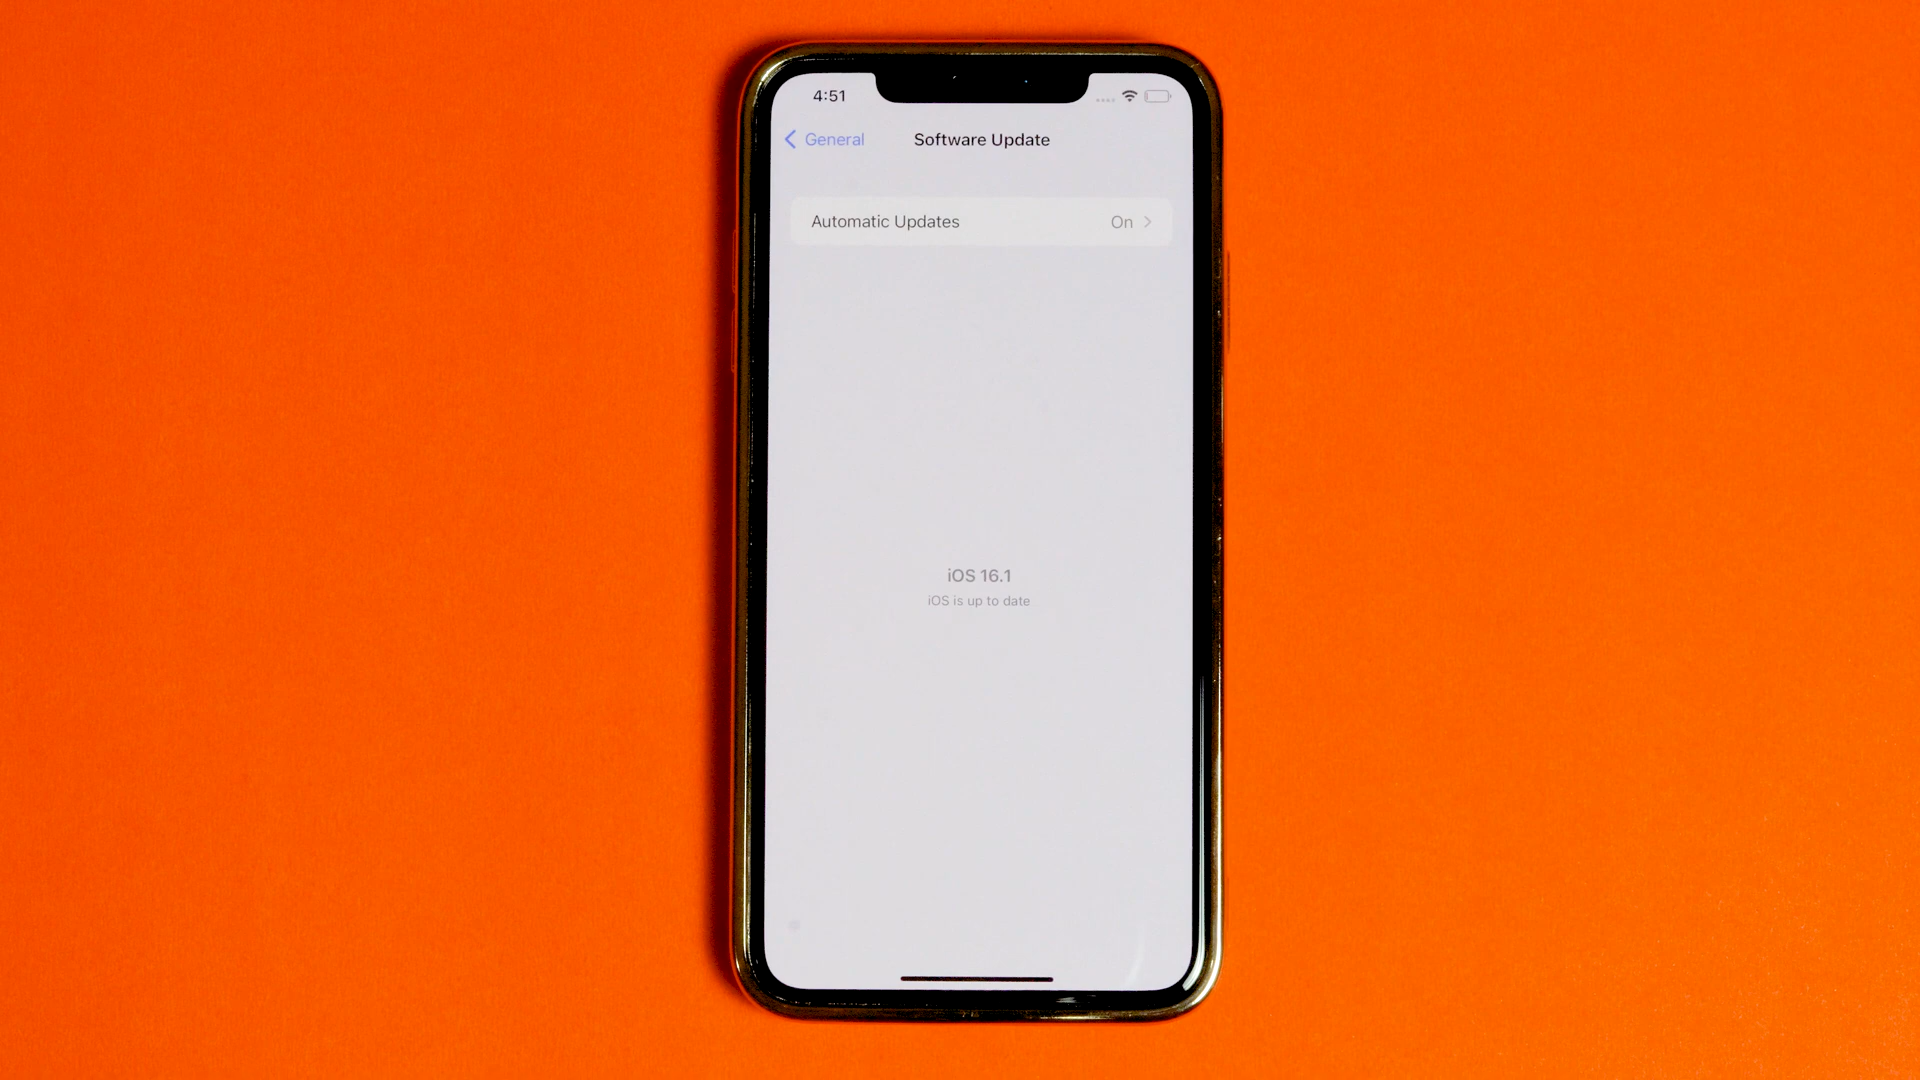 4:51
General
Software Update
Automatic Updates
On
iOS 16.1
iOS is up to date